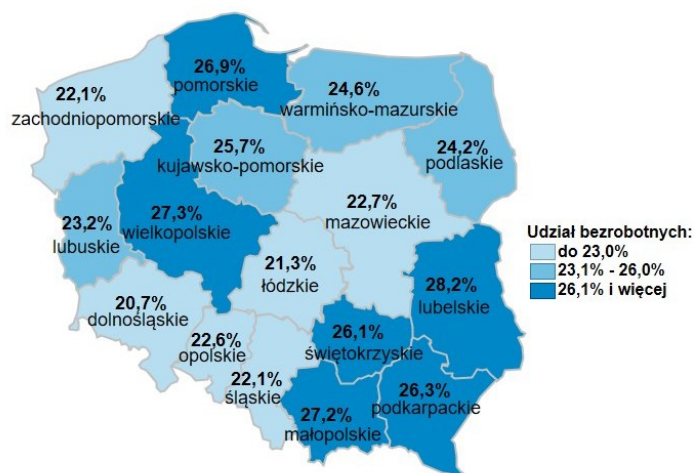 26,9%
pomorskie
22,1%
zachodniopomorskie
24,6%
warmińsko-mazurskie
25,7%
kujawsko-pomorskie
24,2%
podlaskie
22,7%
mazowieckie
23,2%
lubuskie
27,3%
wielkopolskie
Udział bezrobotnych:
do 23,0%
23,1% - 26,0%
26,1% i więcej
21,3%
łódzkie
28,2%
lubelskie
20,7%
dolnośląskie
22,6%
opolskie
26,1%
świętokrzyskie
22,1%
śląskie
26,3%
podkarpackie
27,2%
małopolskie